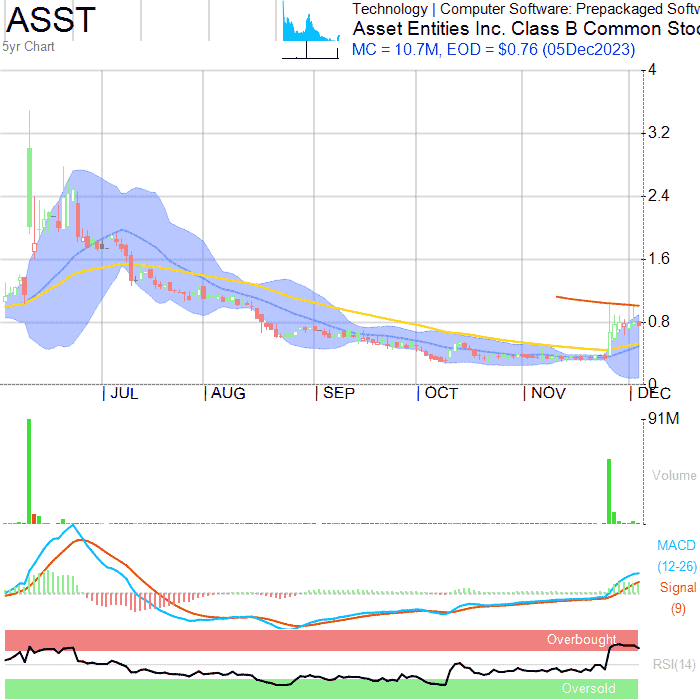 ASST
5yr Chart
Technology | Computer Software: Prepackaged Softw
Asset Entities Inc. Class B Common Stoc
MC = 10.7M, EOD = $0.76 (05Dec2023)
4
3.2
2.4
1.6
0.8
0
JUL
AUG
SEP
OCT
NOV
DEC
91M
Volume
MACD
(12-26)
Signal
(9)
Overbought
RSI(14)
Oversold